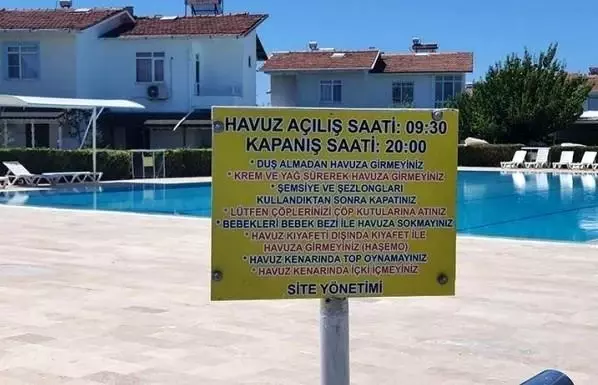 HAVUZ AÇILIŞ SAATİ: 09:30
KAPANIŞ SAATİ: 20:00
* DUŞ ALMADAN HAVUZA GİRMEYİNİZ
* KREM VE YAĞ SÜREREK HAVUZA GİRMEYİNİZ
* ŞEMSİYE VE ŞEZLONGLARI
KULLANDIKTAN SONRA KAPATINIZ
* LÜTFEN ÇÖPLERİNİZİ ÇÖP KUTULARINA ATINIZ
* BEBEKLERİ BEBEK BEZİ İLE HAVUZA SOKMAYINIZ
* HAVUZ KIYAFETİ DIŞINDA KIYAFET İLE
HAVUZA GİRMEYİNİZ (HAŞEMO)
* HAVUZ KENARINDA TOP OYNAMAYINIZ
* HAVUZ KENARINDA İÇKİ İÇMEYİNİZ
SİTE YÖNETİMİ